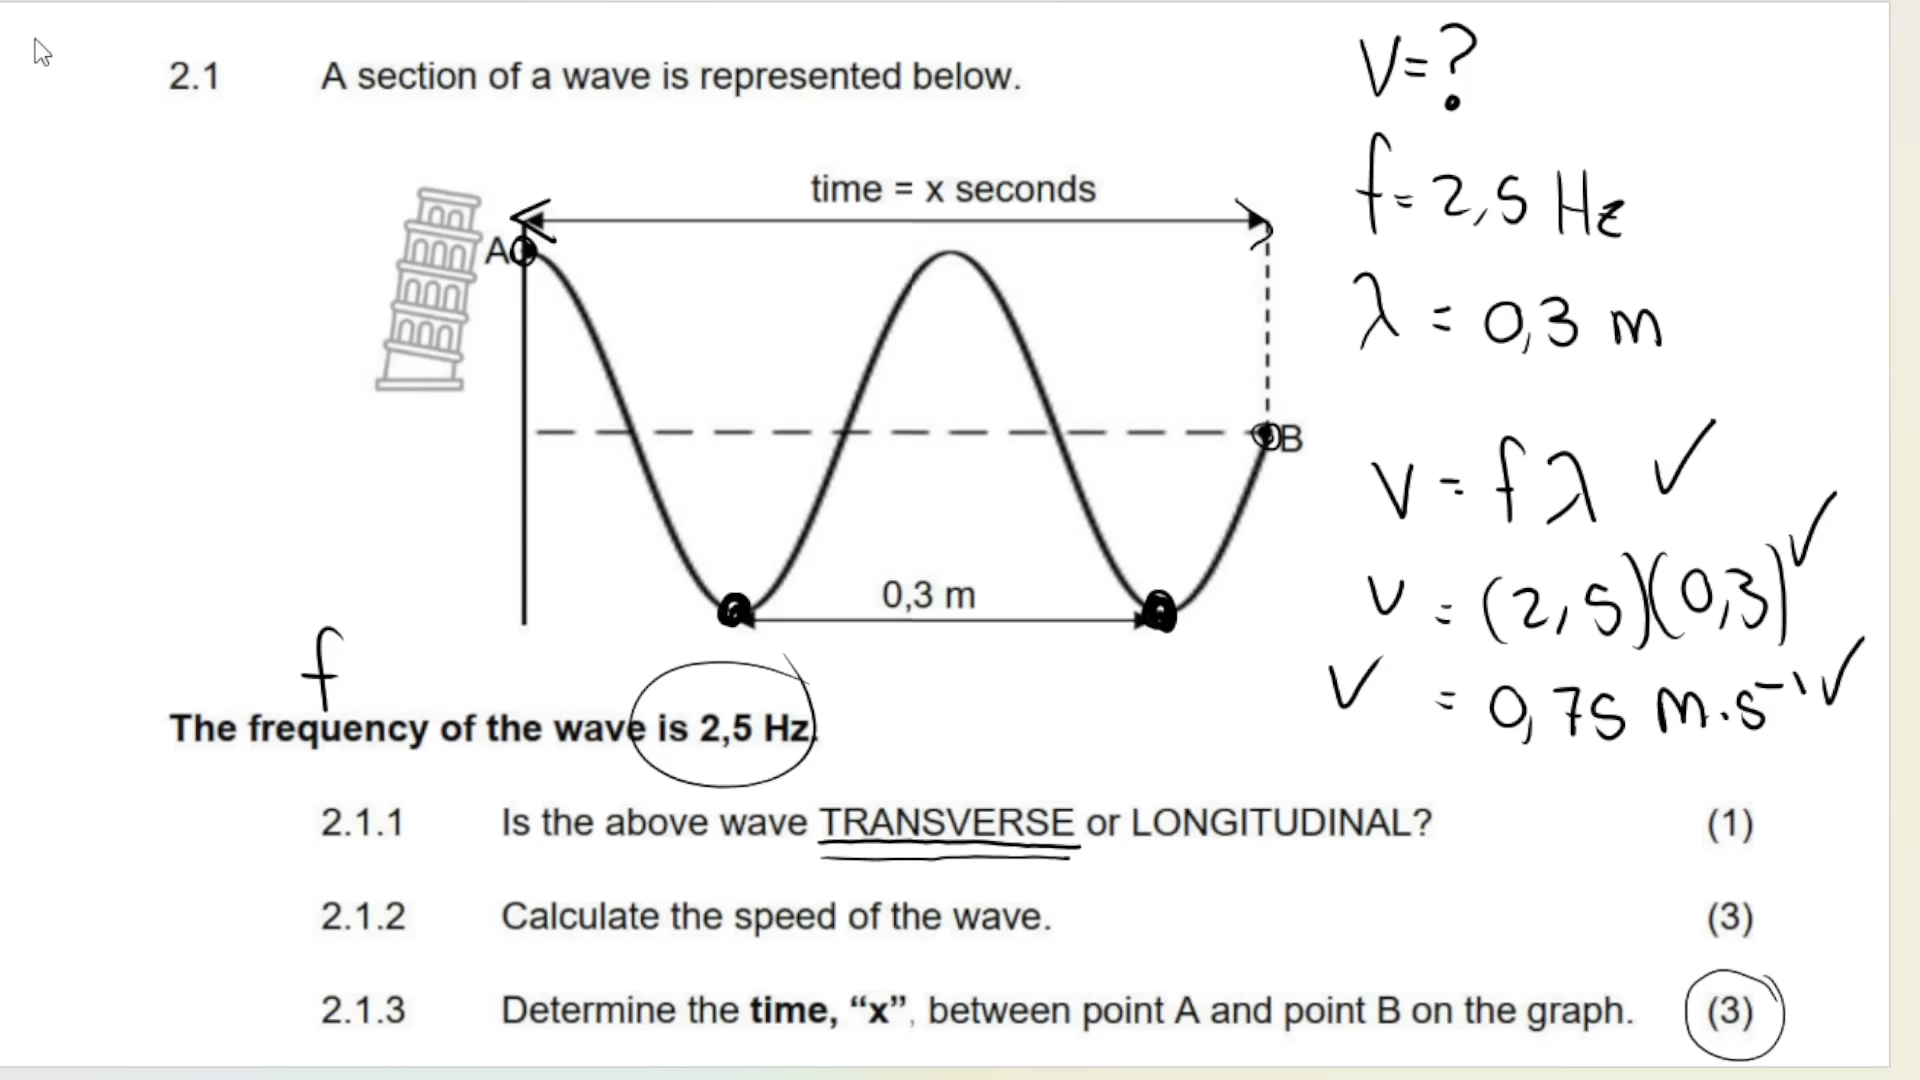 2.1 A section of a wave is represented below.
time = x seconds
A
B
0,3 m
f
The frequency of the wave is 2,5 Hz.
2.1.1 Is the above wave TRANSVERSE or LONGITUDINAL? (1)
2.1.2 Calculate the speed of the wave. (3)
2.1.3 Determine the time, “x”, between point A and point B on the graph. (3)
V=?
f=2,5 Hz
λ = 0,3 m
V = fλ ✓
V = (2,5)(0,3) ✓
V = 0,75 m.s⁻¹ ✓